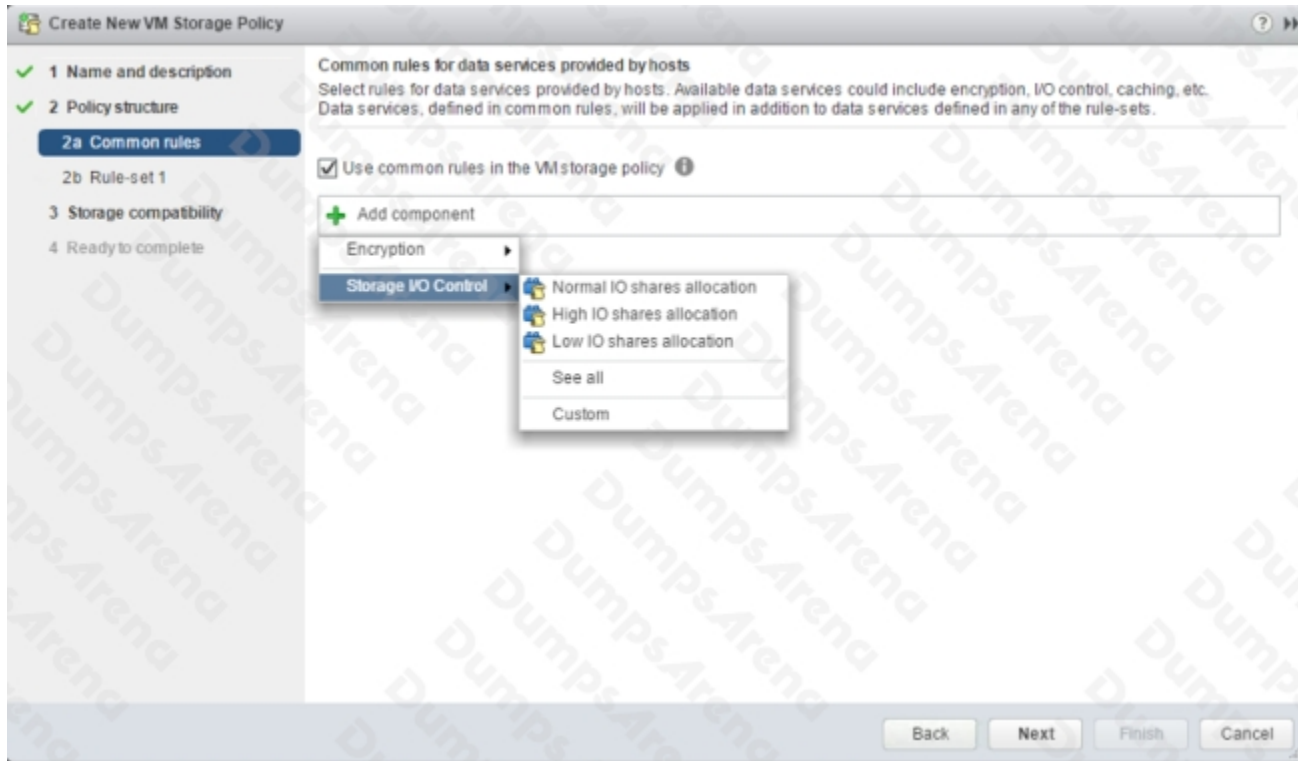 Create New VM Storage Policy
1 Name and description
2 Policy structure
2a Common rules
2b Rule-set 1
3 Storage compatibility
4 Ready to complete
Common rules for data services provided by hosts
Select rules for data services provided by hosts. Available data services could include encryption, I/O control, caching, etc.
Data services, defined in common rules, will be applied in addition to data services defined in any of the rule-sets.
Use common rules in the VM storage policy
Add component
Encryption
Storage I/O Control
Normal IO shares allocation
High IO shares allocation
Low IO shares allocation
See all
Custom
Back
Next
Finish
Cancel
DumpsArena